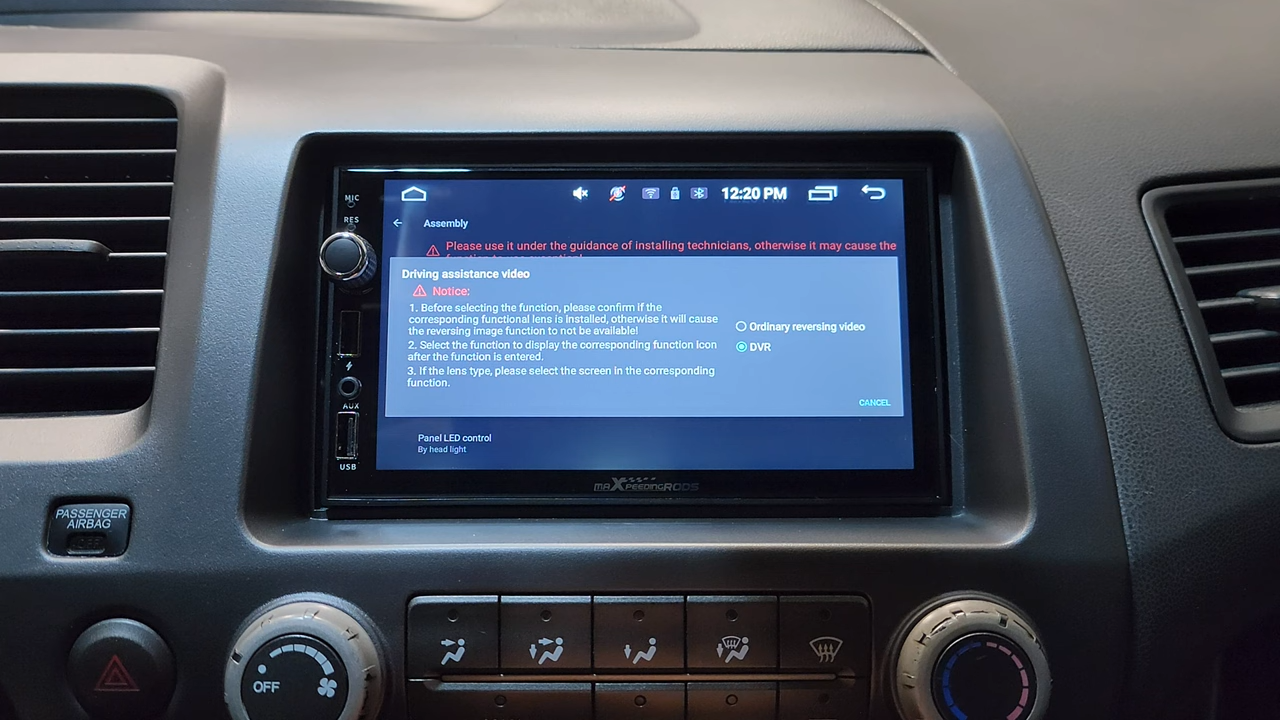 MIC
RES
12:20 PM
Assembly
Please use it under the guidance of installing technicians, otherwise it may cause the
Driving assistance video
Notice:
1. Before selecting the function, please confirm if the
corresponding functional lens is installed, otherwise it will cause
the reversing image function to not be available!
2. Select the function to display the corresponding function icon
after the function is entered.
3. If the lens type, please select the screen in the corresponding
function.
Ordinary reversing video
DVR
CANCEL
Panel LED control
By head light
AUX
USB
maXpeedingRODS
PASSENGER
AIRBAG
OFF
OFF